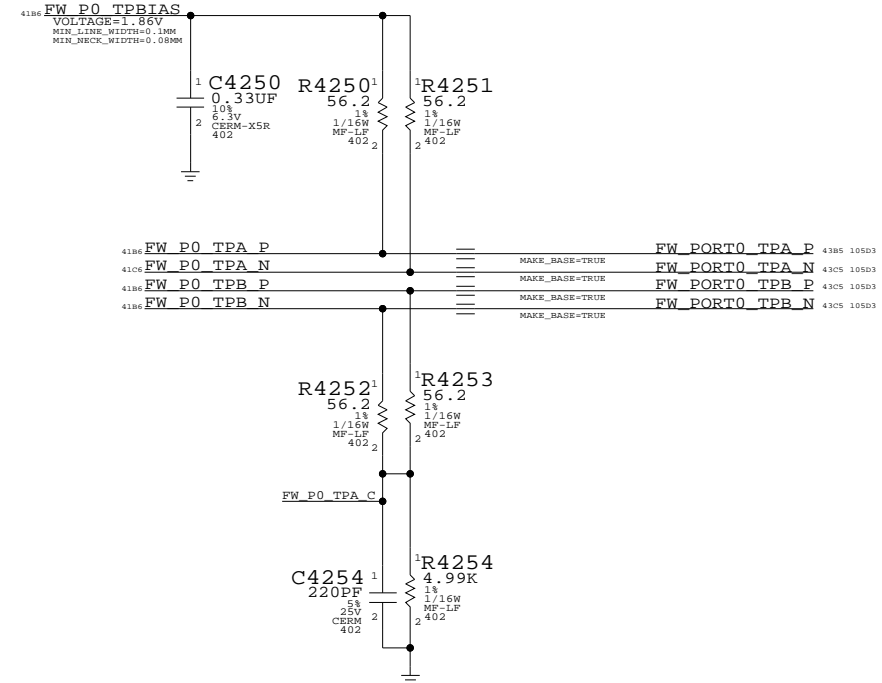 41B6 FW_P0_TPBIAS
VOLTAGE=1.86V
MIN_LINE_WIDTH=0.1MM
MIN_NECK_WIDTH=0.08MM
1 C4250
0.33UF
10%
6.3V
2 CERM-X5R
402
R4250 1
56.2
1%
1/16W
MF-LF
402 2
1 R4251
56.2
1%
1/16W
MF-LF
2 402
41B6 FW_P0_TPA_P FW_PORT0_TPA_P 43B5 105D3
MAKE_BASE=TRUE
41C6 FW_P0_TPA_N FW_PORT0_TPA_N 43C5 105D3
MAKE_BASE=TRUE
41B6 FW_P0_TPB_P FW_PORT0_TPB_P 43C5 105D3
MAKE_BASE=TRUE
41B6 FW_P0_TPB_N FW_PORT0_TPB_N 43C5 105D3
MAKE_BASE=TRUE
R4252 1
56.2
1%
1/16W
MF-LF
402 2
1 R4253
56.2
1%
1/16W
MF-LF
2 402
FW_P0_TPA_C
C4254 1
220PF
5%
25V 2
CERM
402
1 R4254
4.99K
1%
1/16W
MF-LF
2 402